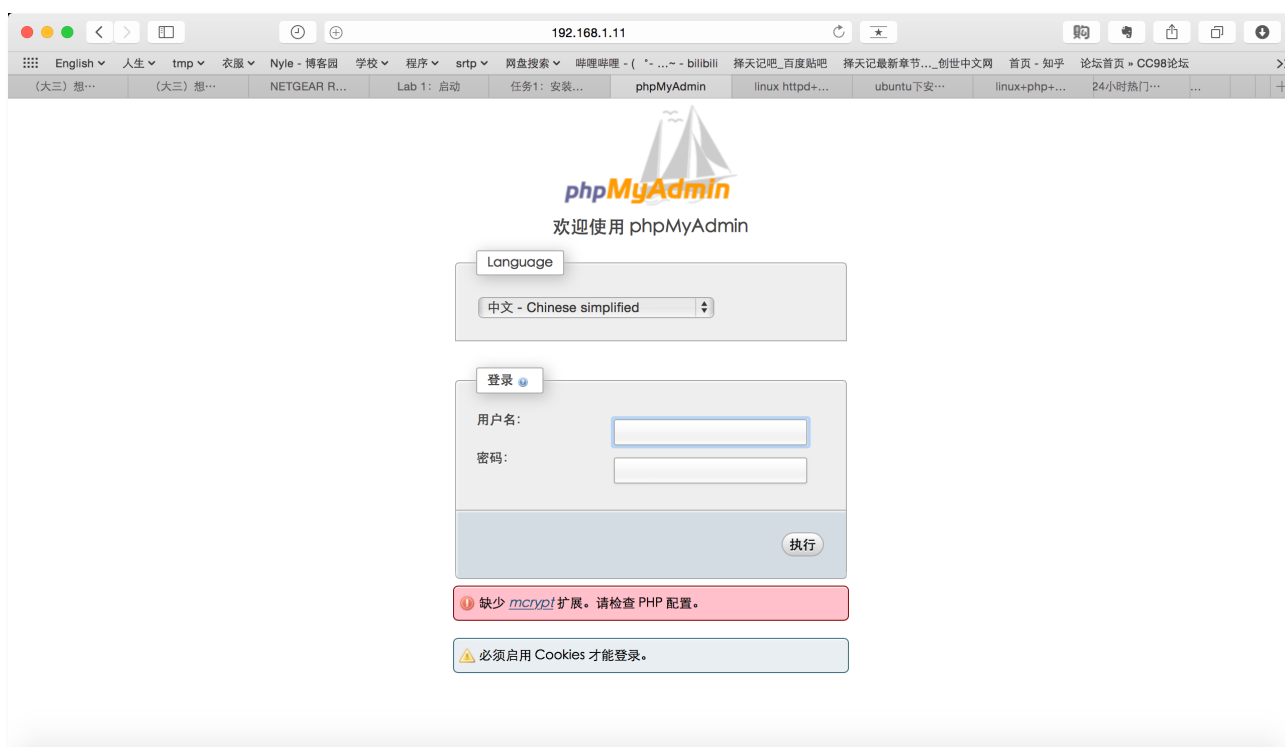 192.168.1.11
English 人生 tmp 衣服 Nyle - 博客园 学校 程序 srtp 网盘搜索 哔哩哔哩 - ( ゜- ...~ - bilibili 择天记吧_百度贴吧 择天记最新章节..._创世中文网 首页 - 知乎 论坛首页 » CC98论坛
（大三）想… （大三）想… NETGEAR R... Lab 1：启动 任务1：安装... phpMyAdmin linux httpd+... ubuntu下安… linux+php+... 24小时热门… ...
phpMyAdmin
欢迎使用 phpMyAdmin
Language
中文 - Chinese simplified
登录
用户名：
密码：
执行
缺少 mcrypt 扩展。请检查 PHP 配置。
必须启用 Cookies 才能登录。